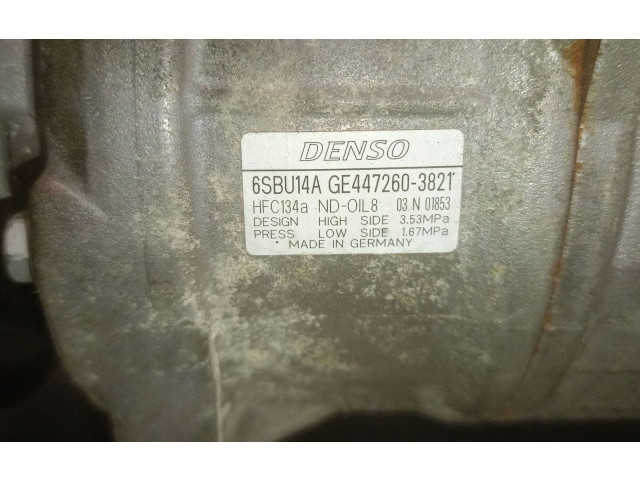 DENSO
6SBU14A GE447260-3821
HFC134a ND-OIL8 03 N 01853
DESIGN HIGH SIDE 3.53MPa
PRESS LOW SIDE 1.67MPa
MADE IN GERMANY